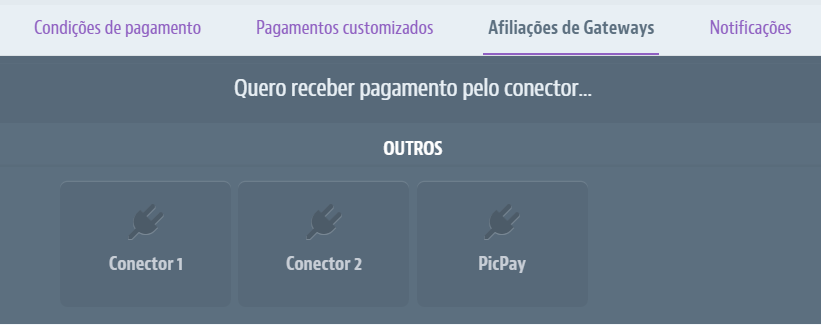 Condições de pagamento Pagamentos customizados Afiliações de Gateways Notificações
Quero receber pagamento pelo conector...
OUTROS
Conector 1 Conector 2 PicPay